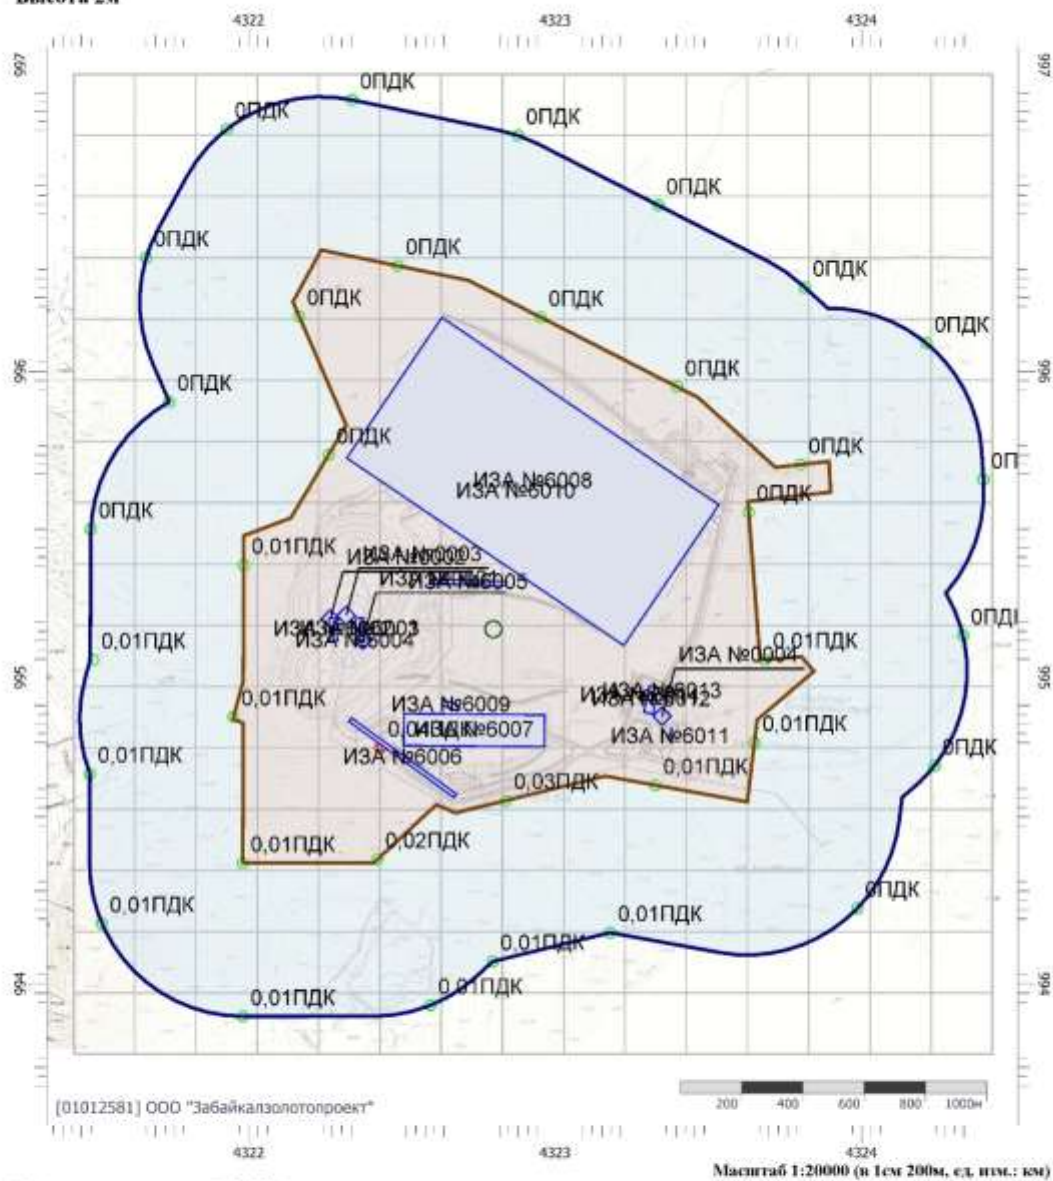 Высота 2м
4322 4323 4324
997 997
0ПДК
0ПДК
0ПДК
0ПДК
0ПДК
0ПДК
0ПДК
0ПДК
0ПДК
0ПДК
996 996
0ПДК
0ПДК
0ПДК
0ПДК
0ПДК
ИЗА №6008
ИЗА №6010
0ПДК
0ПДК
0,01ПДК
ИЗА №0003
ИЗА №0002
ИЗА №6005
ИЗА №6004
0,01ПДК
0,01ПДК
ИЗА №0004
995 995
ИЗА №6013
0,01ПДК
ИЗА №6009
ИЗА №6007
0,01ПДК
ИЗА №6011
ИЗА №6006
0ПДК
0,01ПДК
0,01ПДК
0,03ПДК
0,01ПДК
0,02ПДК
0,01ПДК
0ПДК
0,01ПДК
0,01ПДК
994 994
0,01ПДК
0,01ПДК
[01012581] ООО "Забайкалзолотопроект"
200 400 600 800 1000м
4322 4323 4324
Масштаб 1:20000 (в 1см 200м, ед. изм.: км)